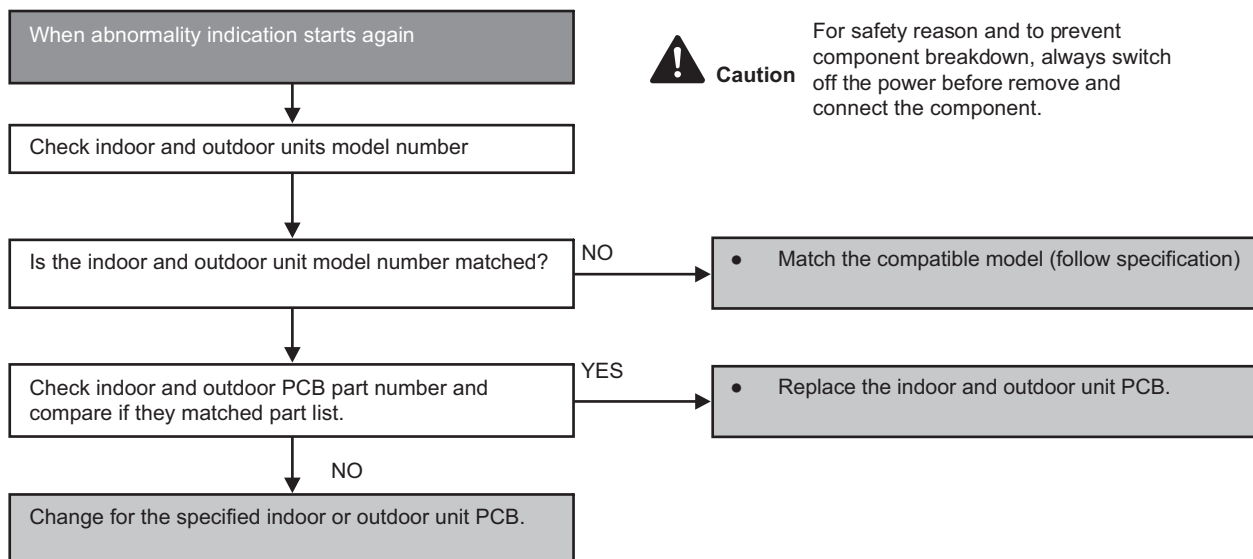 When abnormality indication starts again
Caution
For safety reason and to prevent
component breakdown, always switch
off the power before remove and
connect the component.
Check indoor and outdoor units model number
Is the indoor and outdoor unit model number matched?
NO
● Match the compatible model (follow specification)
Check indoor and outdoor PCB part number and
compare if they matched part list.
YES
● Replace the indoor and outdoor unit PCB.
NO
Change for the specified indoor or outdoor unit PCB.